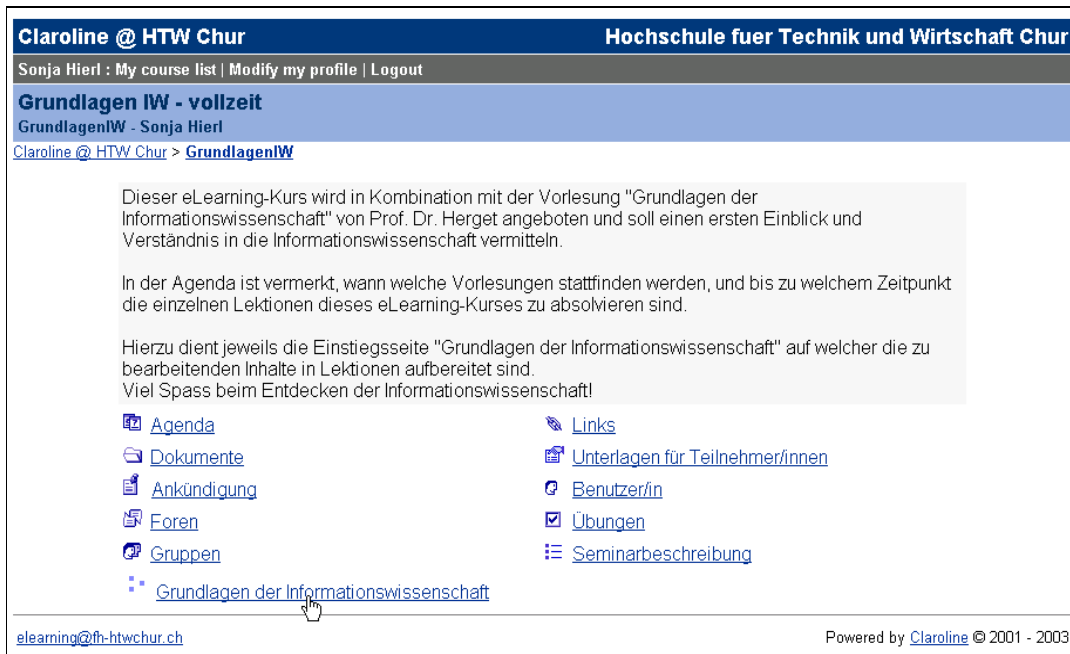 Claroline @ HTW Chur Hochschule fuer Technik und Wirtschaft Chur
Sonja Hierl : My course list | Modify my profile | Logout
Grundlagen IW - vollzeit
GrundlagenIW - Sonja Hierl
Claroline @ HTW Chur > GrundlagenIW
Dieser eLearning-Kurs wird in Kombination mit der Vorlesung "Grundlagen der
Informationswissenschaft" von Prof. Dr. Herget angeboten und soll einen ersten Einblick und
Verständnis in die Informationswissenschaft vermitteln.
In der Agenda ist vermerkt, wann welche Vorlesungen stattfinden werden, und bis zu welchem Zeitpunkt
die einzelnen Lektionen dieses eLearning-Kurses zu absolvieren sind.
Hierzu dient jeweils die Einstiegsseite "Grundlagen der Informationswissenschaft" auf welcher die zu
bearbeitenden Inhalte in Lektionen aufbereitet sind.
Viel Spass beim Entdecken der Informationswissenschaft!
Agenda Links
Dokumente Unterlagen für Teilnehmer/innen
Ankündigung Benutzer/in
Foren Übungen
Gruppen Seminarbeschreibung
Grundlagen der Informationswissenschaft
elearning@fh-htwchur.ch Powered by Claroline © 2001 - 2003